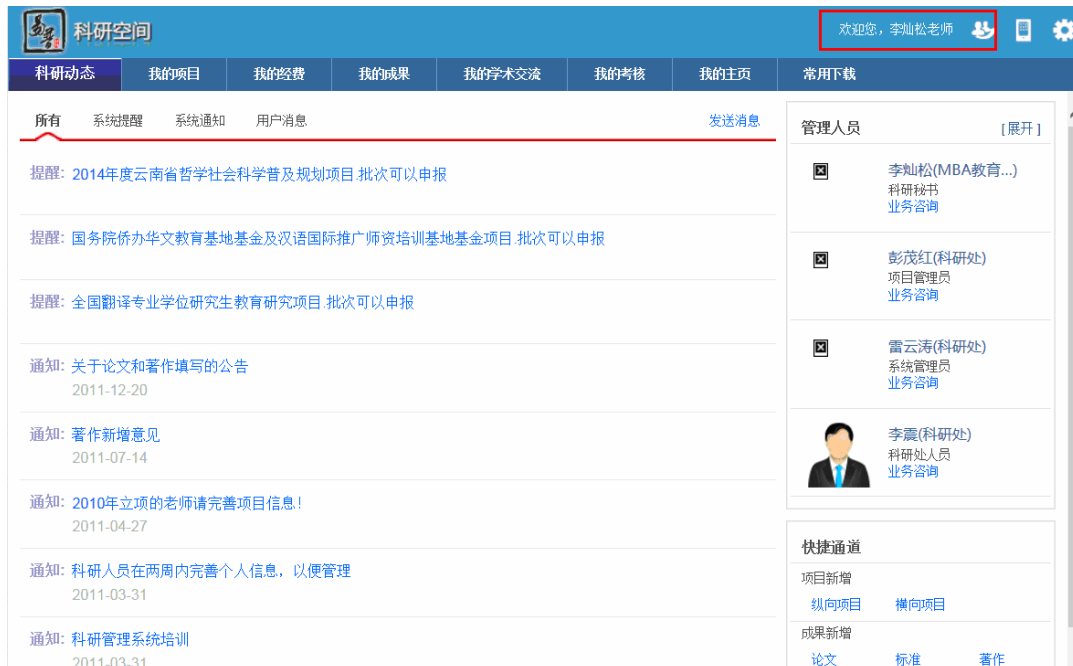 易普 科研空间
欢迎您，李灿松老师
科研动态 我的项目 我的经费 我的成果 我的学术交流 我的考核 我的主页 常用下载
所有 系统提醒 系统通知 用户消息 发送消息
提醒: 2014年度云南省哲学社会科学普及规划项目.批次可以申报
提醒: 国务院侨办华文教育基地基金及汉语国际推广师资培训基地基金项目.批次可以申报
提醒: 全国翻译专业学位研究生教育研究项目.批次可以申报
通知: 关于论文和著作填写的公告
2011-12-20
通知: 著作新增意见
2011-07-14
通知: 2010年立项的老师请完善项目信息！
2011-04-27
通知: 科研人员在两周内完善个人信息，以便管理
2011-03-31
通知: 科研管理系统培训
2011-03-31
管理人员 [展开]
李灿松(MBA教育...)
科研秘书
业务咨询
彭茂红(科研处)
项目管理员
业务咨询
雷云涛(科研处)
系统管理员
业务咨询
李震(科研处)
科研处人员
业务咨询
快捷通道
项目新增
纵向项目 横向项目
成果新增
论文 标准 著作